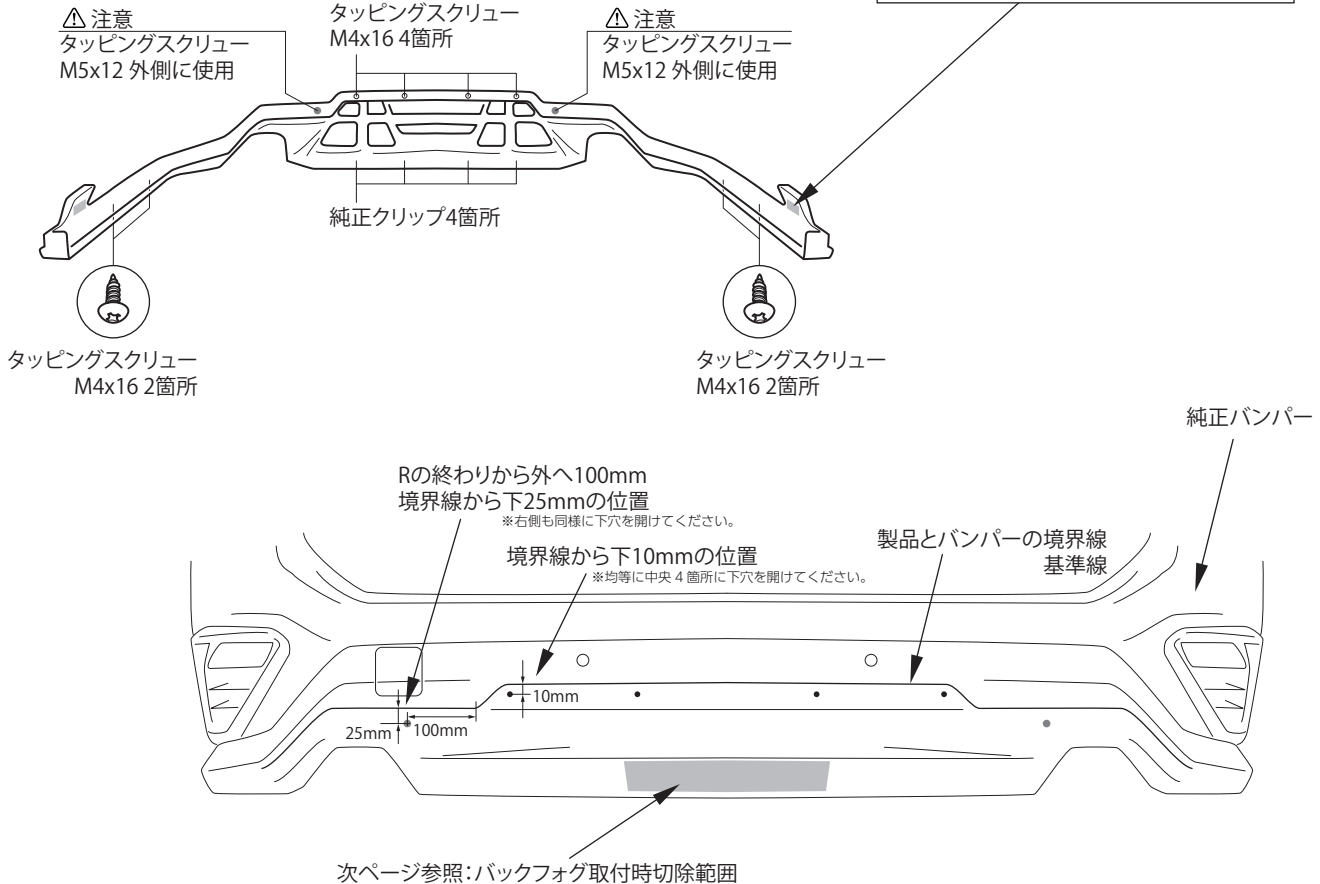 ⚠ 注意
タッピングスクリュー
M5x12 外側に使用
タッピングスクリュー
M4x16 4箇所
⚠ 注意
タッピングスクリュー
M5x12 外側に使用
純正クリップ4箇所
タッピングスクリュー
M4x16 2箇所
タッピングスクリュー
M4x16 2箇所
純正バンパー
Rの終わりから外へ100mm
境界線から下25mmの位置
※右側も同様に下穴を開けてください。
境界線から下10mmの位置
※均等に中央 4 箇所に下穴を開けてください。
製品とバンパーの境界線
基準線
10mm
25mm
100mm
次ページ参照：バックフォグ取付時切除範囲